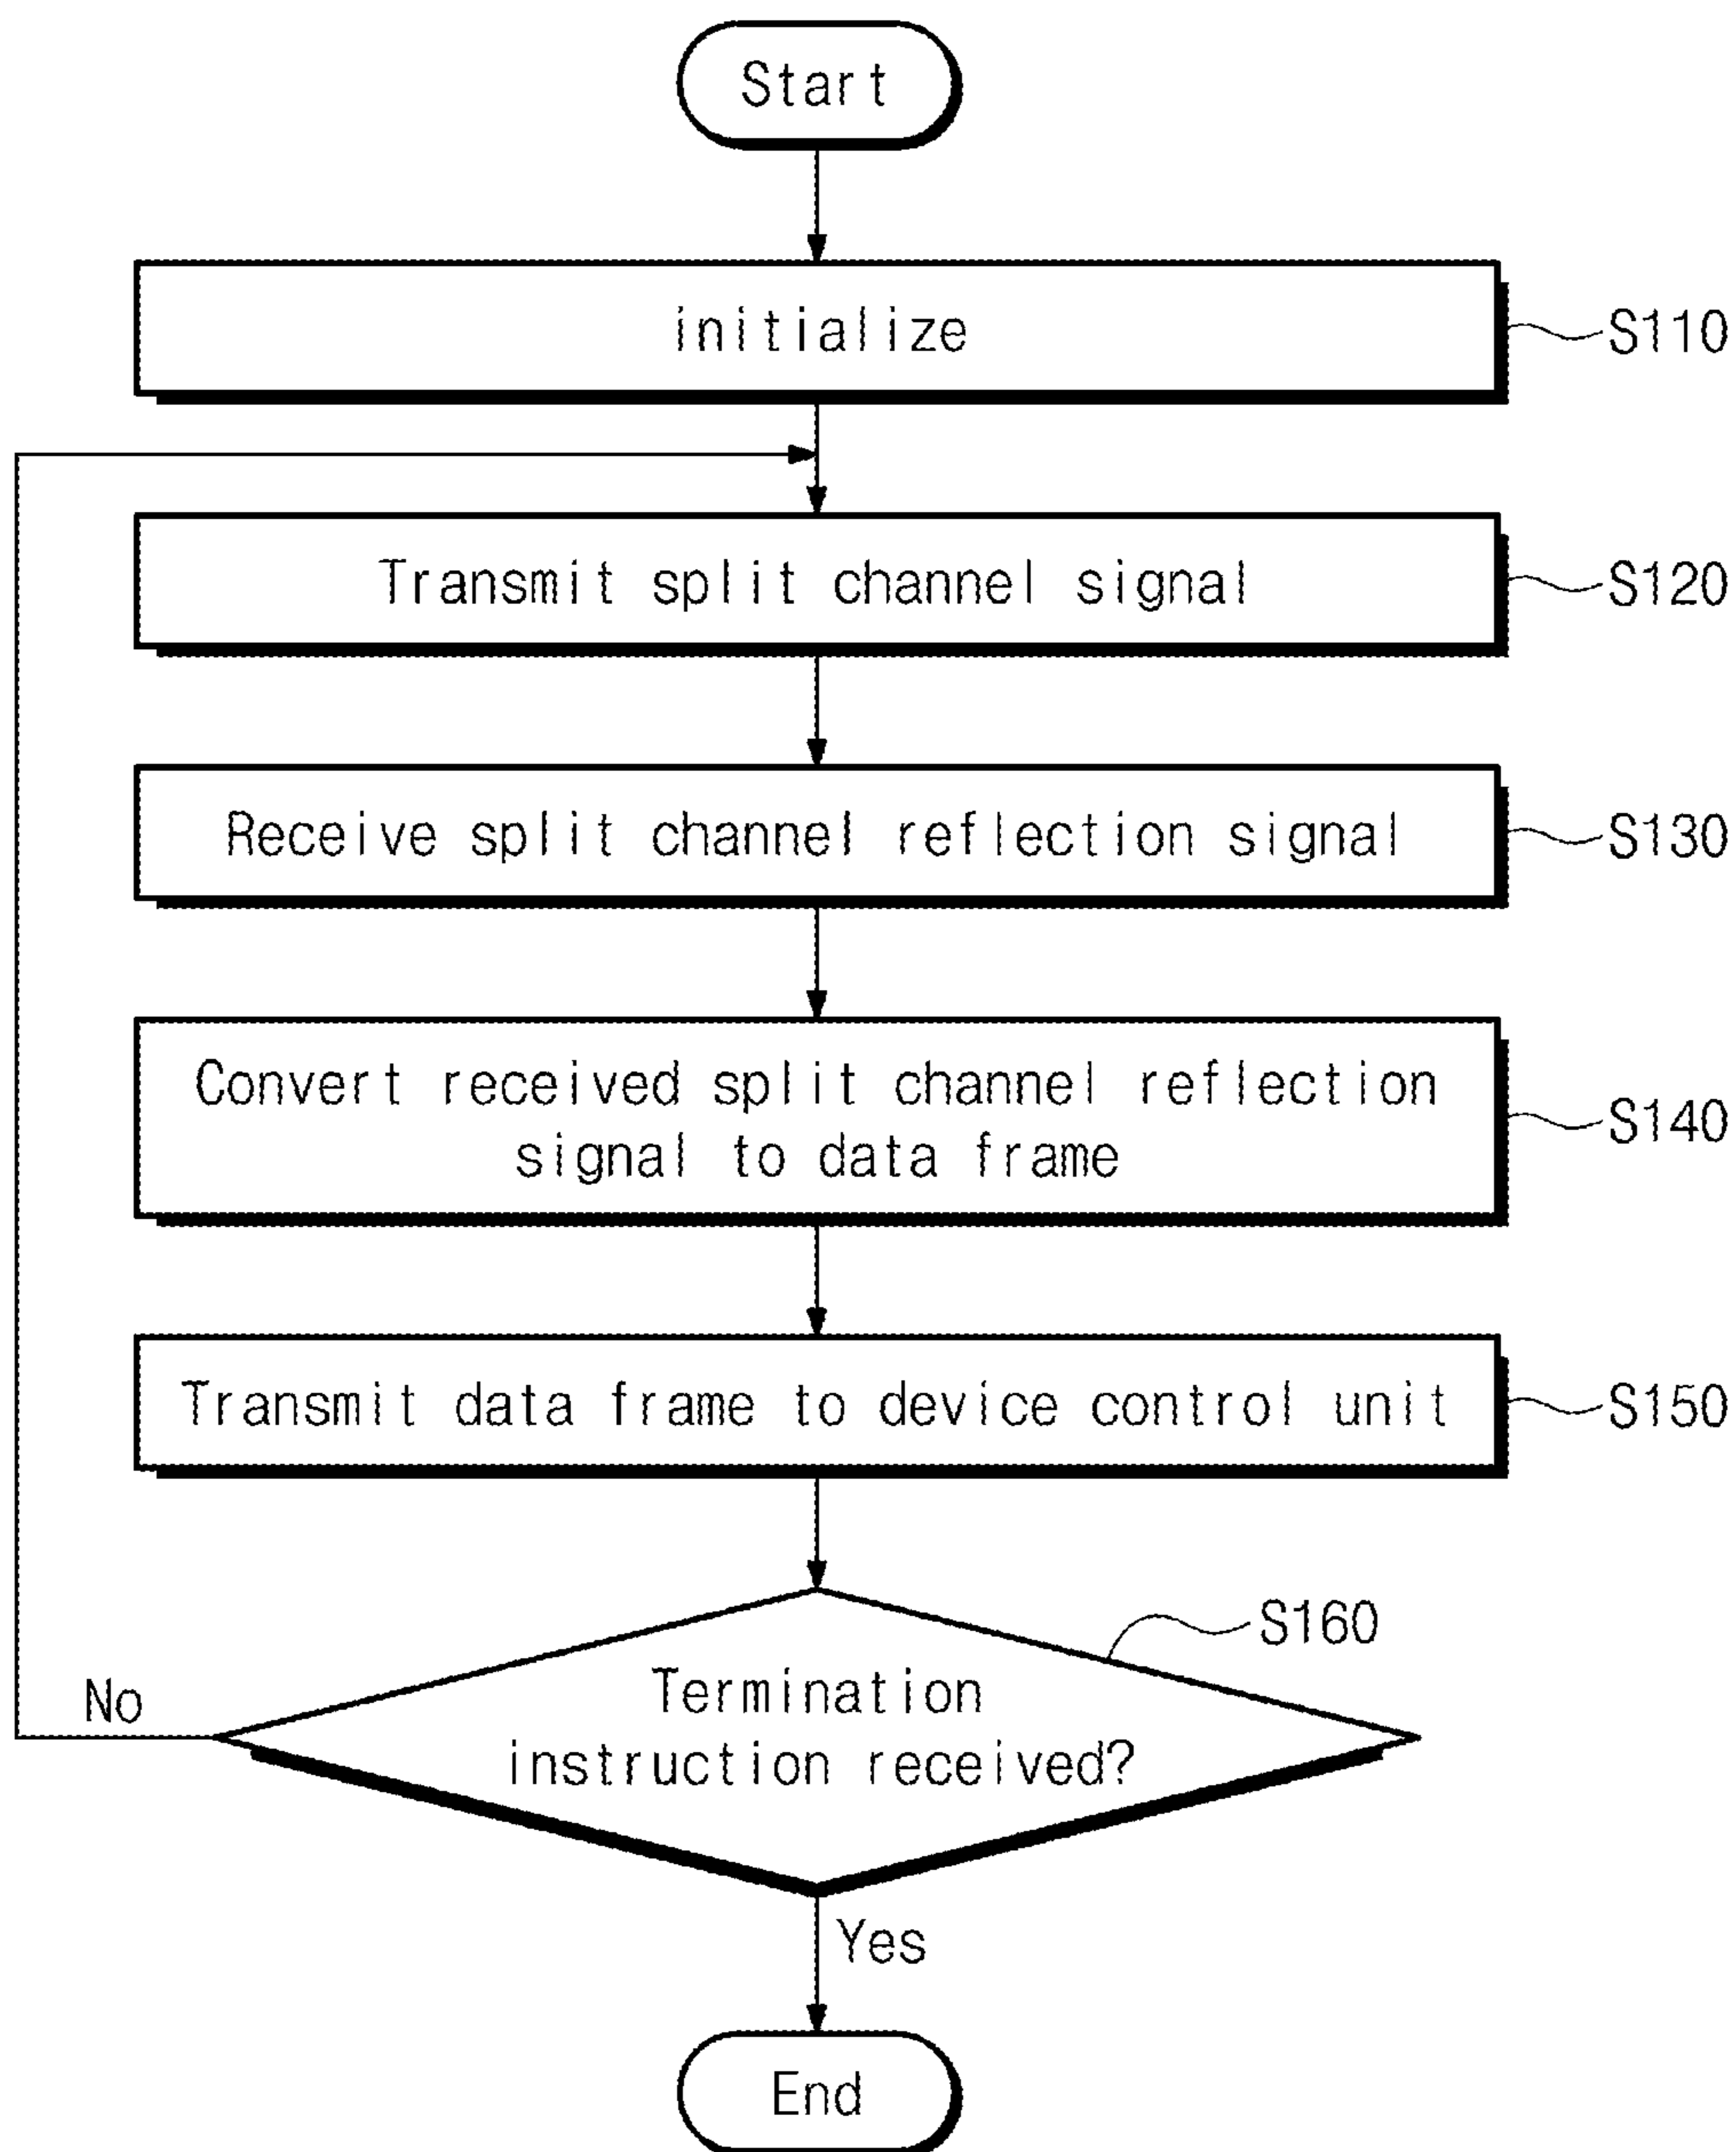 Start
initialize
S110
Transmit split channel signal
S120
Receive split channel reflection signal
S130
Convert received split channel reflection
signal to data frame
S140
Transmit data frame to device control unit
S150
S160
Termination
instruction received?
No
Yes
End